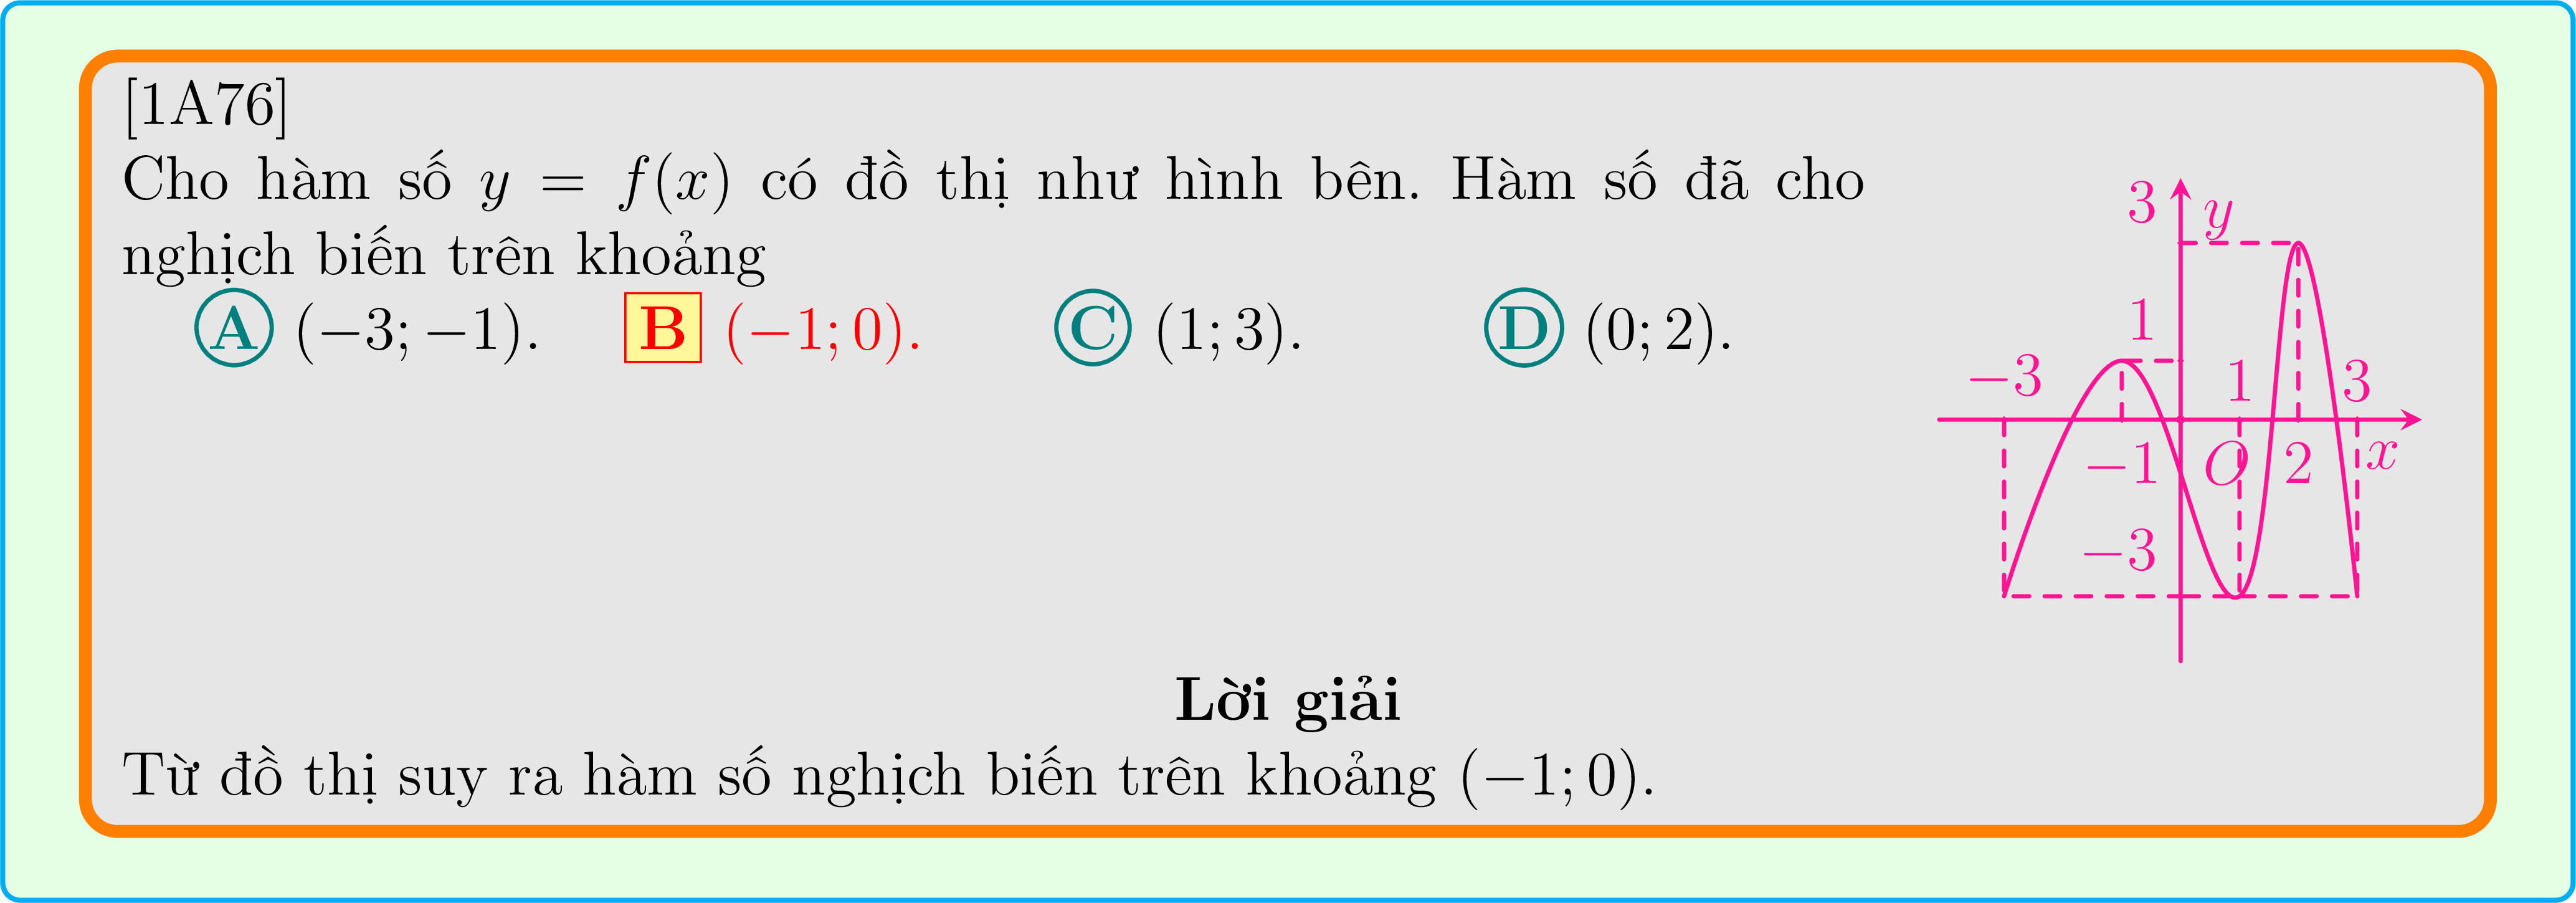 [1A76]
Cho hàm số y = f(x) có đồ thị như hình bên. Hàm số đã cho
nghịch biến trên khoảng
A (−3; −1). B (−1; 0). C (1; 3). D (0; 2).
3 y
1
−3 1 3
−1 O 2 x
−3
Lời giải
Từ đồ thị suy ra hàm số nghịch biến trên khoảng (−1; 0).